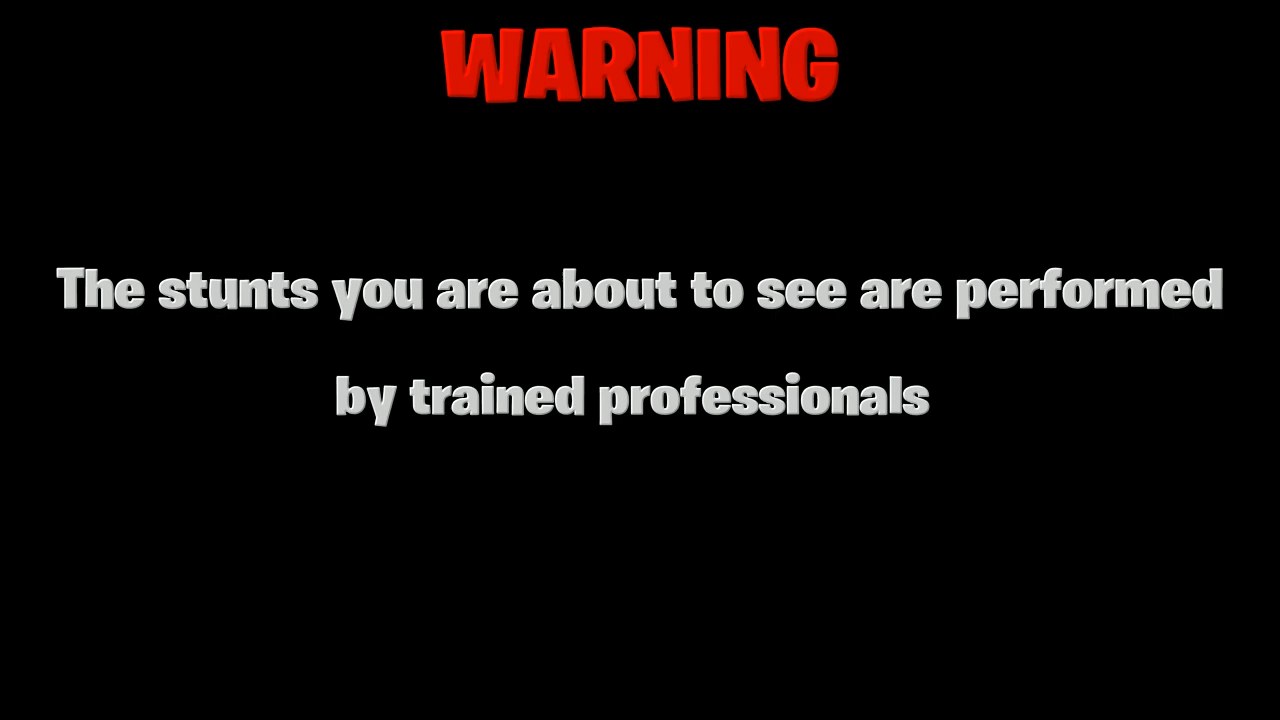 WARNING
The stunts you are about to see are performed
by trained professionals